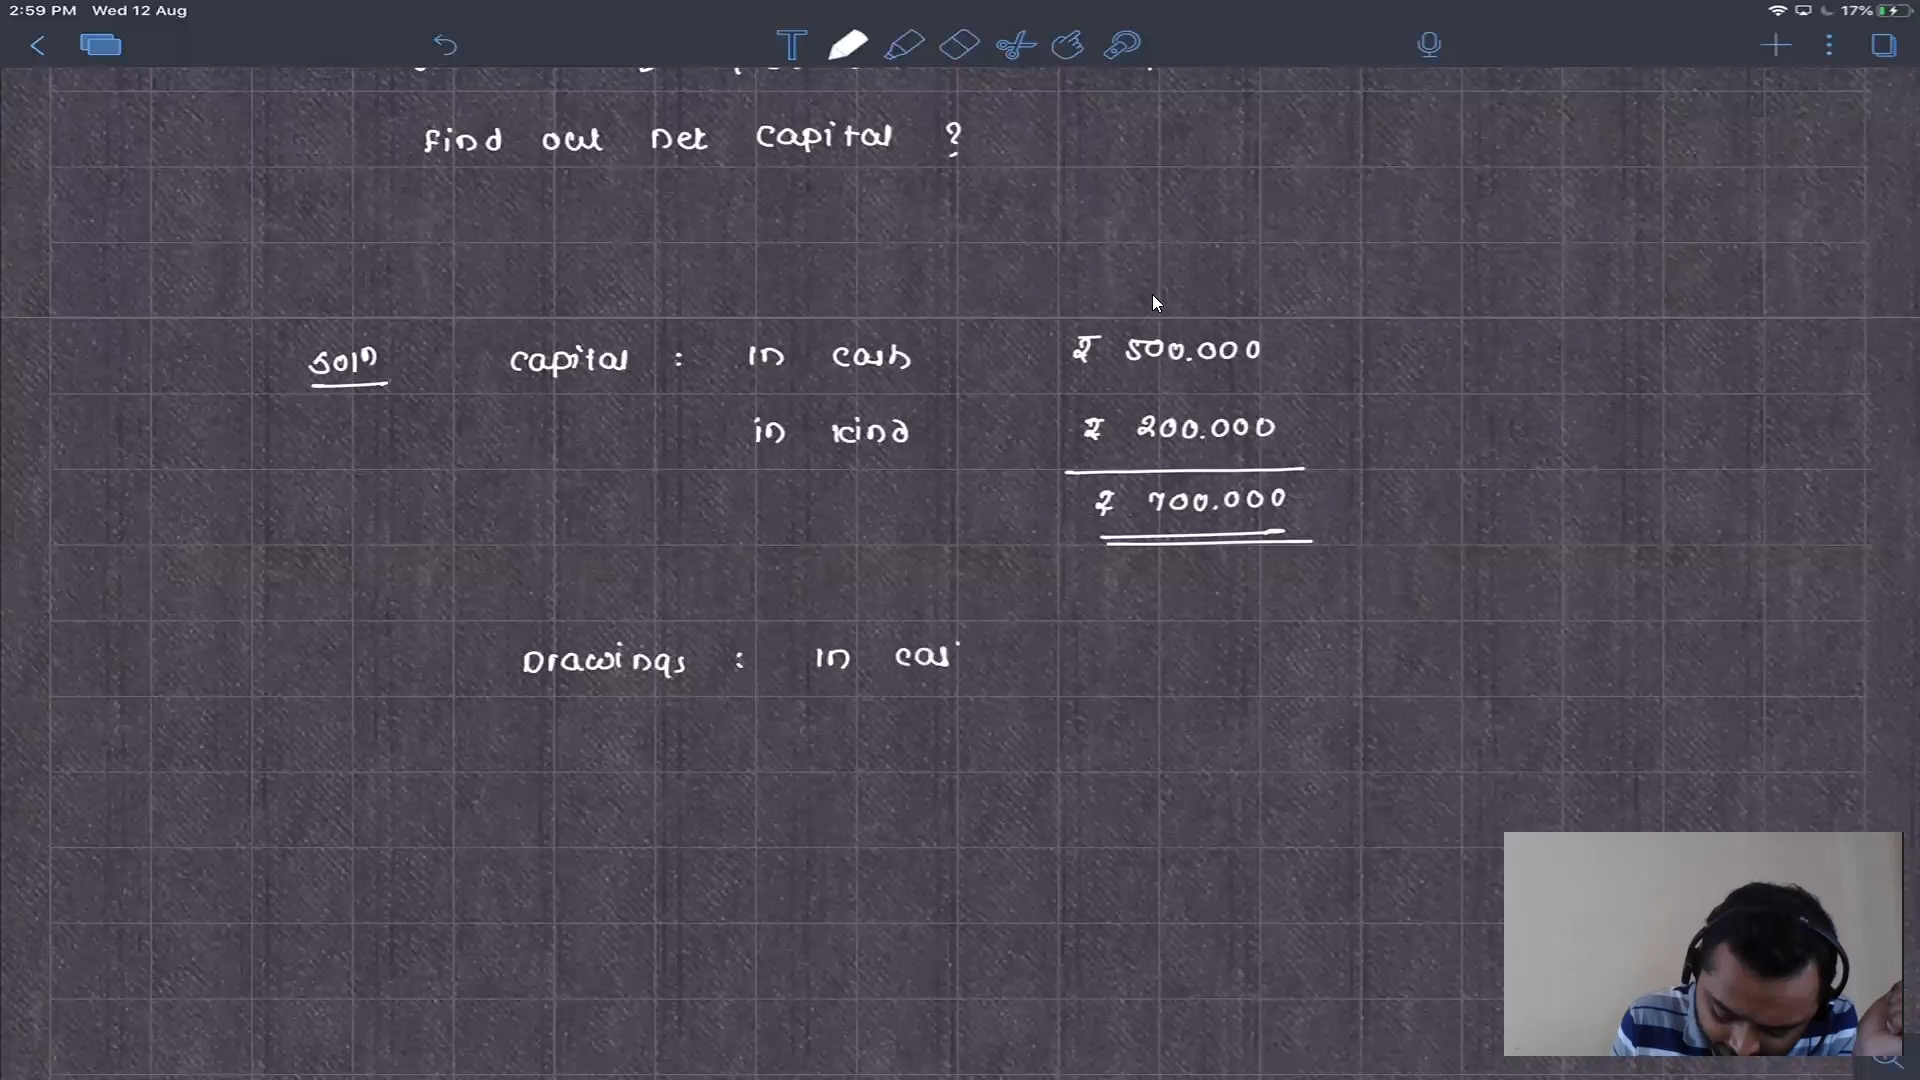 2:59 PM Wed 12 Aug 17%
Find out net capital ?
Soln capital : in cash ₹ 500.000
in kind ₹ 200.000
₹ 700.000
Drawings : in cas